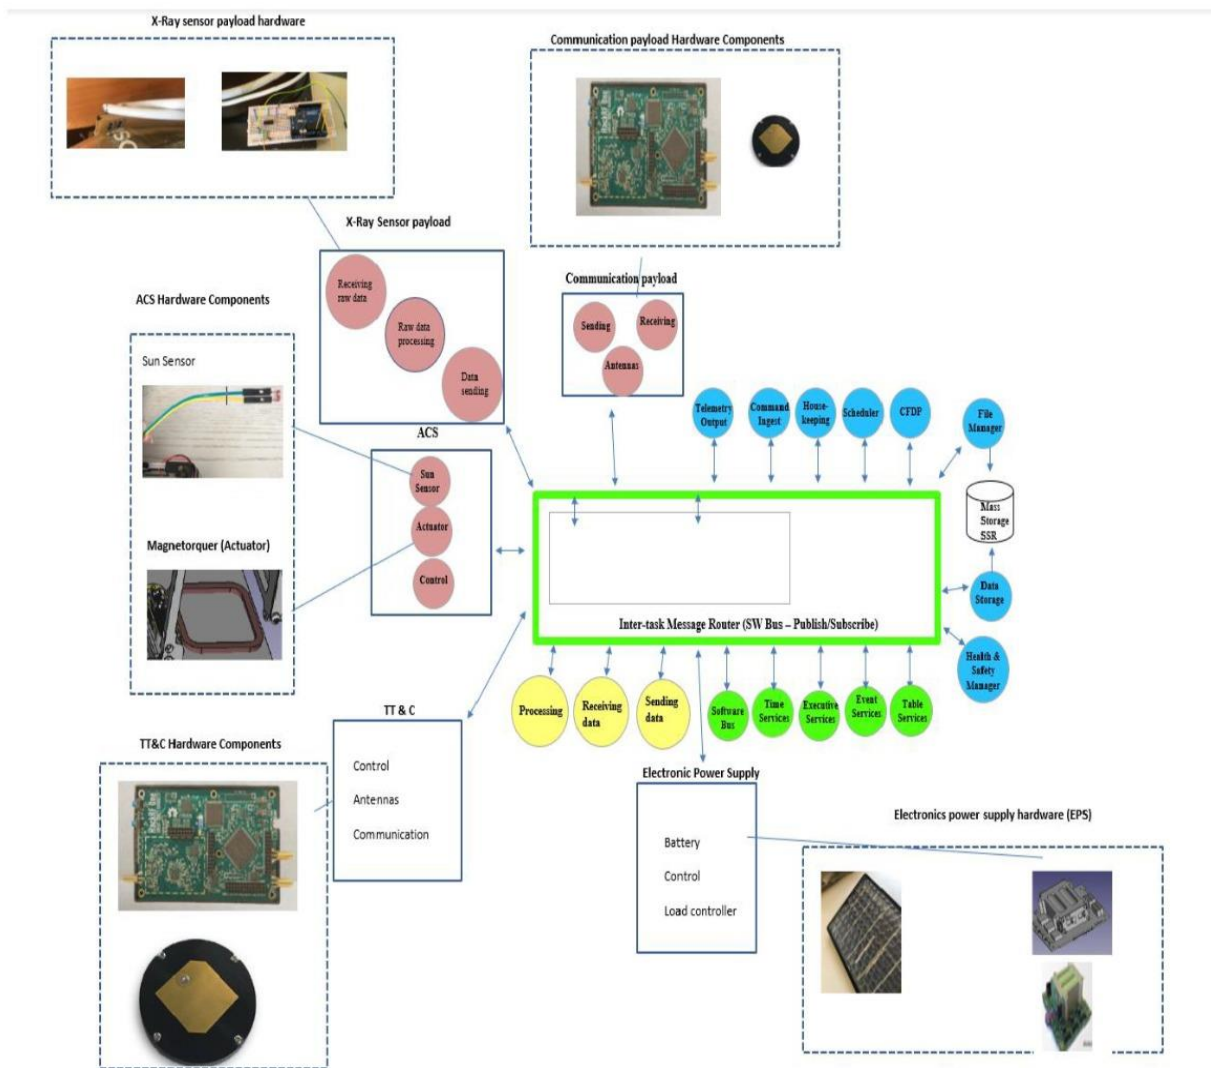 X-Ray sensor payload hardware
Communication payload Hardware Components
X-Ray Sensor payload
Receiving
raw data
Raw data
processing
Data
sending
Communication payload
Sending
Receiving
Antennas
ACS Hardware Components
Sun Sensor
Magnetorquer (Actuator)
ACS
Sun
Sensor
Actuator
Control
Telemetry
Output
Command
Ingest
House-
keeping
Scheduler
CFDP
File
Manager
Mass
Storage
SSR
Data
Storage
Health &
Safety
Manager
Inter-task Message Router (SW Bus – Publish/Subscribe)
Processing
Receiving
data
Sending
data
Software
Bus
Time
Services
Executive
Services
Event
Services
Table
Services
TT & C
Control
Antennas
Communication
TT&C Hardware Components
Electronic Power Supply
Battery
Control
Load controller
Electronics power supply hardware (EPS)